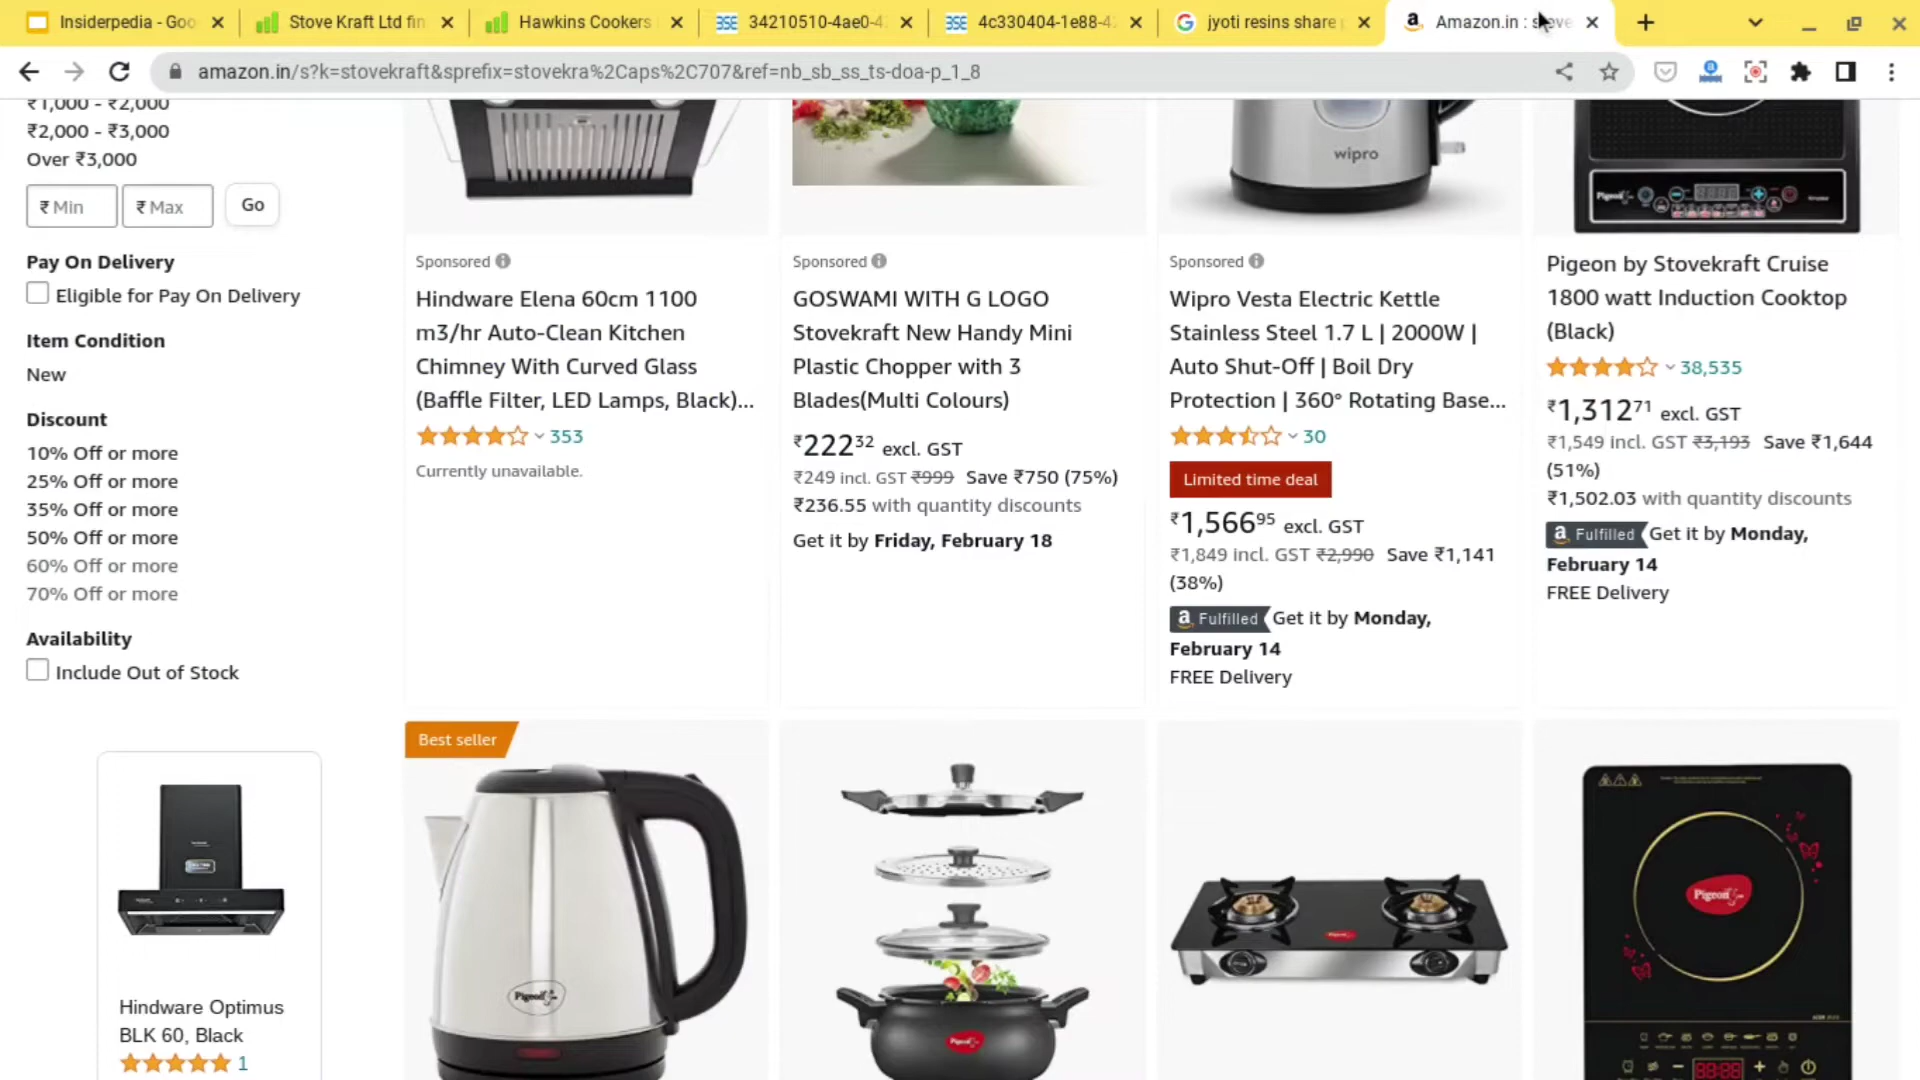 Insiderpedia - Goo
Stove Kraft Ltd fin
Hawkins Cookers
34210510-4ae0-4
4c330404-1e88-4
jyoti resins share
Amazon.in : stove
amazon.in/s?k=stovekraft&sprefix=stovekra%2Caps%2C707&ref=nb_sb_ss_ts-doa-p_1_8
₹1,000 - ₹2,000
₹2,000 - ₹3,000
Over ₹3,000
₹ Min
₹ Max
Go
Pay On Delivery
Eligible for Pay On Delivery
Item Condition
New
Discount
10% Off or more
25% Off or more
35% Off or more
50% Off or more
60% Off or more
70% Off or more
Availability
Include Out of Stock
Hindware Optimus
BLK 60, Black
1
Sponsored
Hindware Elena 60cm 1100
m3/hr Auto-Clean Kitchen
Chimney With Curved Glass
(Baffle Filter, LED Lamps, Black)...
353
Currently unavailable.
Sponsored
GOSWAMI WITH G LOGO
Stovekraft New Handy Mini
Plastic Chopper with 3
Blades(Multi Colours)
₹222³² excl. GST
₹249 incl. GST ₹999 Save ₹750 (75%)
₹236.55 with quantity discounts
Get it by Friday, February 18
wipro
Sponsored
Wipro Vesta Electric Kettle
Stainless Steel 1.7 L | 2000W |
Auto Shut-Off | Boil Dry
Protection | 360° Rotating Base...
30
Limited time deal
₹1,566⁹⁵ excl. GST
₹1,849 incl. GST ₹2,990 Save ₹1,141
(38%)
Fulfilled Get it by Monday,
February 14
FREE Delivery
Pigeon
Pigeon by Stovekraft Cruise
1800 watt Induction Cooktop
(Black)
38,535
₹1,312⁷¹ excl. GST
₹1,549 incl. GST ₹3,193 Save ₹1,644
(51%)
₹1,502.03 with quantity discounts
Fulfilled Get it by Monday,
February 14
FREE Delivery
Best seller
Pigeon
Pigeon